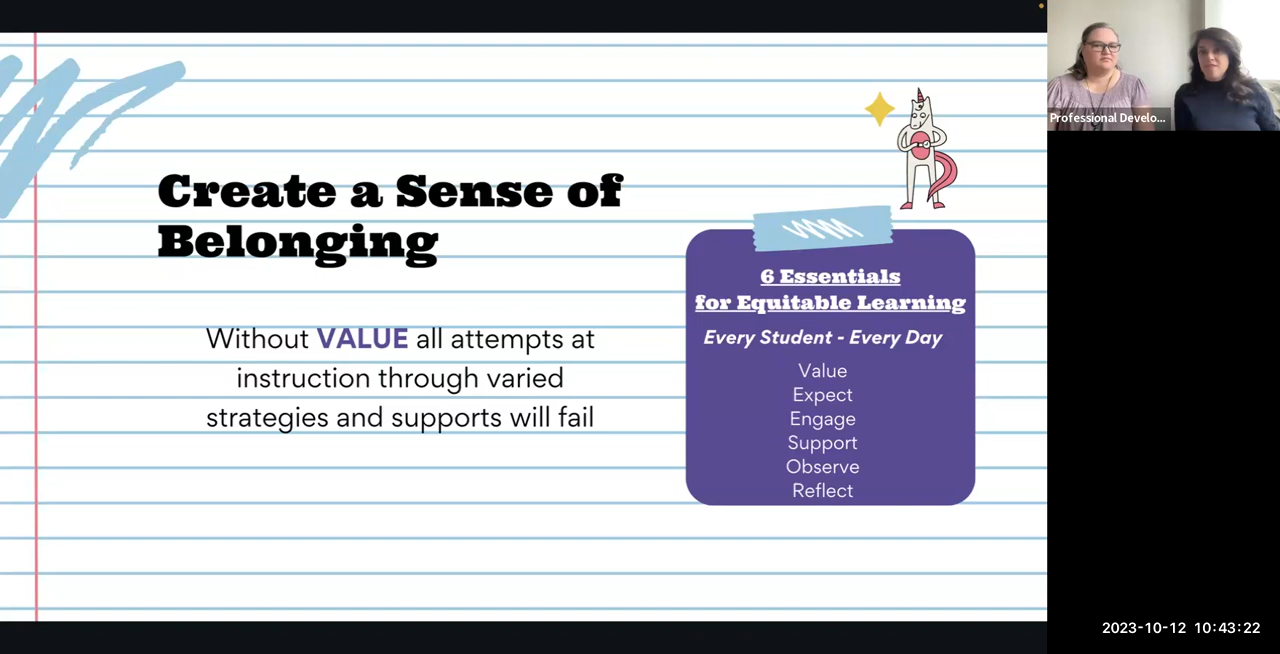 Create a Sense of
Belonging
Without VALUE all attempts at
instruction through varied
strategies and supports will fail
6 Essentials
for Equitable Learning
Every Student - Every Day
Value
Expect
Engage
Support
Observe
Reflect
Professional Develo...
2023-10-12 10:43:22